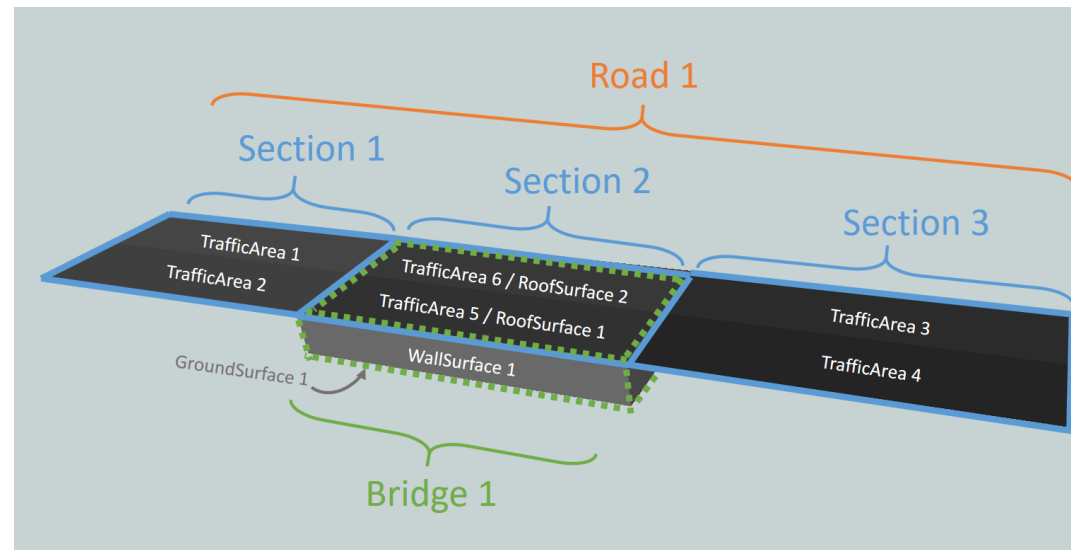 Road 1
Section 1
Section 2
Section 3
TrafficArea 1
TrafficArea 2
TrafficArea 6 / RoofSurface 2
TrafficArea 5 / RoofSurface 1
TrafficArea 3
TrafficArea 4
WallSurface 1
GroundSurface 1
Bridge 1